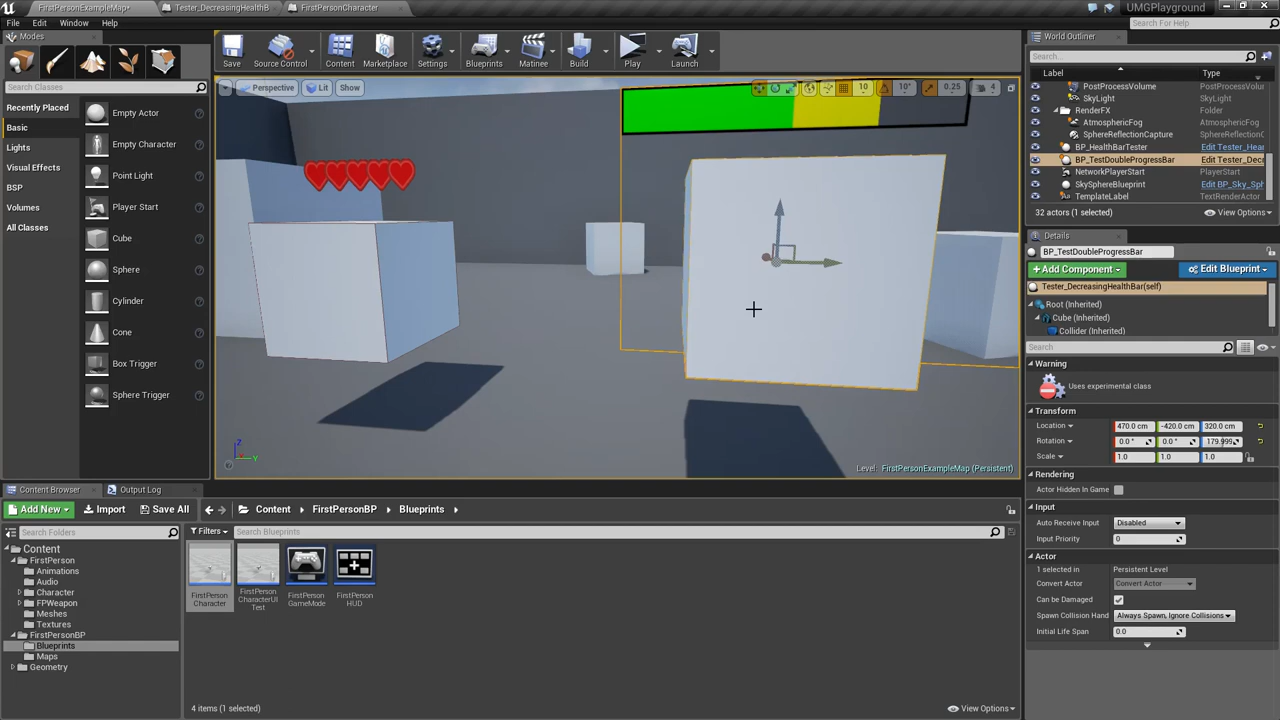 FirstPersonExampleMap*
Tester_DecreasingHealthB
FirstPersonCharacter
UMGPlayground
File
Edit
Window
Help
Search For Help
Modes
Search Classes
Recently Placed
Basic
Lights
Visual Effects
BSP
Volumes
All Classes
Empty Actor
Empty Character
Point Light
Player Start
Cube
Sphere
Cylinder
Cone
Box Trigger
Sphere Trigger
Save
Source Control
Content
Marketplace
Settings
Blueprints
Matinee
Build
Play
Launch
Perspective
Lit
Show
10
10°
0.25
4
Level: FirstPersonExampleMap (Persistent)
World Outliner
Search...
Label
Type
PostProcessVolume
PostProcessVolu
SkyLight
SkyLight
RenderFX
Folder
AtmosphericFog
AtmosphericFog
SphereReflectionCapture
SphereReflectionC
BP_HealthBarTester
Edit Tester_Hea
BP_TestDoubleProgressBar
Edit Tester_Dec
NetworkPlayerStart
PlayerStart
SkySphereBlueprint
Edit BP_Sky_Sph
TemplateLabel
TextRenderActor
32 actors (1 selected)
View Options
Details
BP_TestDoubleProgressBar
Add Component
Edit Blueprint
Tester_DecreasingHealthBar(self)
Root (Inherited)
Cube (Inherited)
Collider (Inherited)
Search
Warning
Uses experimental class
Transform
Location
470.0 cm
-420.0 cm
320.0 cm
Rotation
0.0 °
0.0 °
179.999
Scale
1.0
1.0
1.0
Rendering
Actor Hidden In Game
Input
Auto Receive Input
Disabled
Input Priority
0
Actor
1 selected in
Persistent Level
Convert Actor
Convert Actor
Can be Damaged
Spawn Collision Hand
Always Spawn, Ignore Collisions
Initial Life Span
0.0
Content Browser
Output Log
Add New
Import
Save All
Content
FirstPersonBP
Blueprints
Search Folders
Filters
Search Blueprints
Content
FirstPerson
Animations
Audio
Character
FPWeapon
Meshes
Textures
FirstPersonBP
Blueprints
Maps
Geometry
FirstPerson
Character
FirstPerson
CharacterUI
Test
FirstPerson
GameMode
FirstPerson
HUD
4 items (1 selected)
View Options